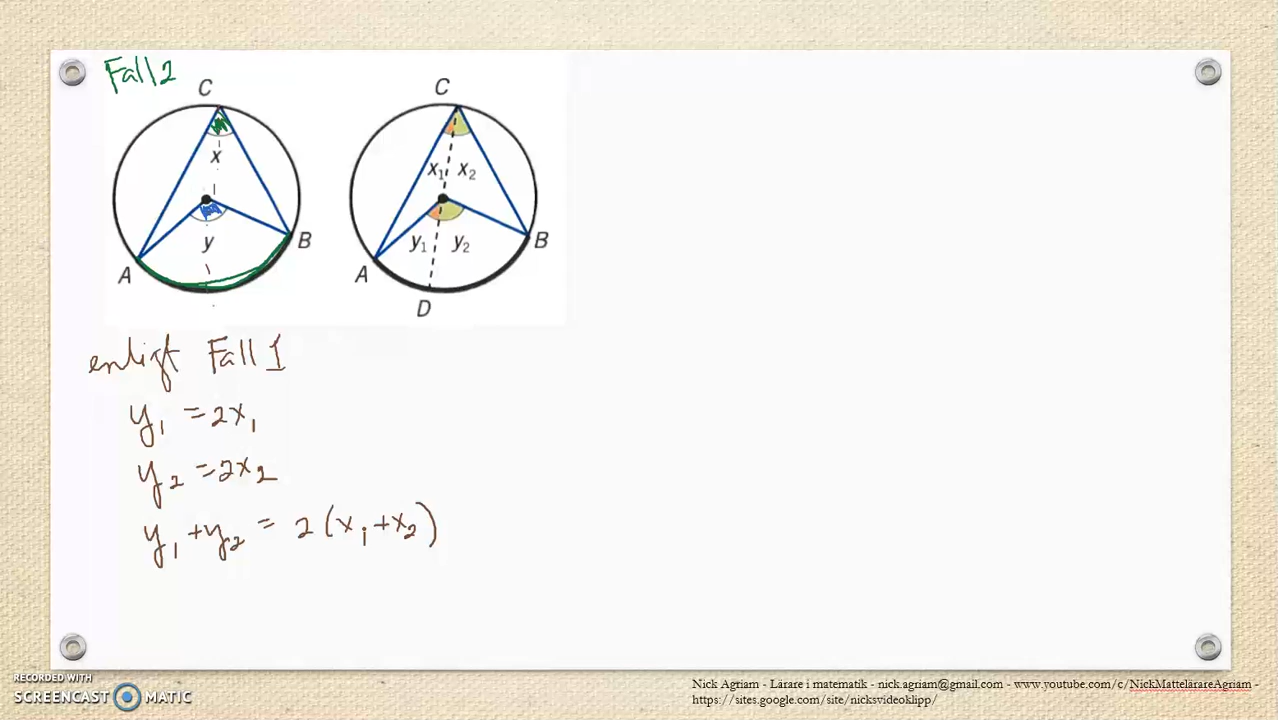 Fall 2
C
x
y
A
B
C
x₁ x₂
y₁ y₂
A
B
D
enligt Fall 1
y₁ = 2x₁
y₂ = 2x₂
y₁ + y₂ = 2(x₁ + x₂)
RECORDED WITH
SCREENCAST MATIC
Nick Agriam - Lärare i matematik - nick.agriam@gmail.com - www.youtube.com/c/NickMattelärareAgriam -
https://sites.google.com/site/nicksvideoklipp/